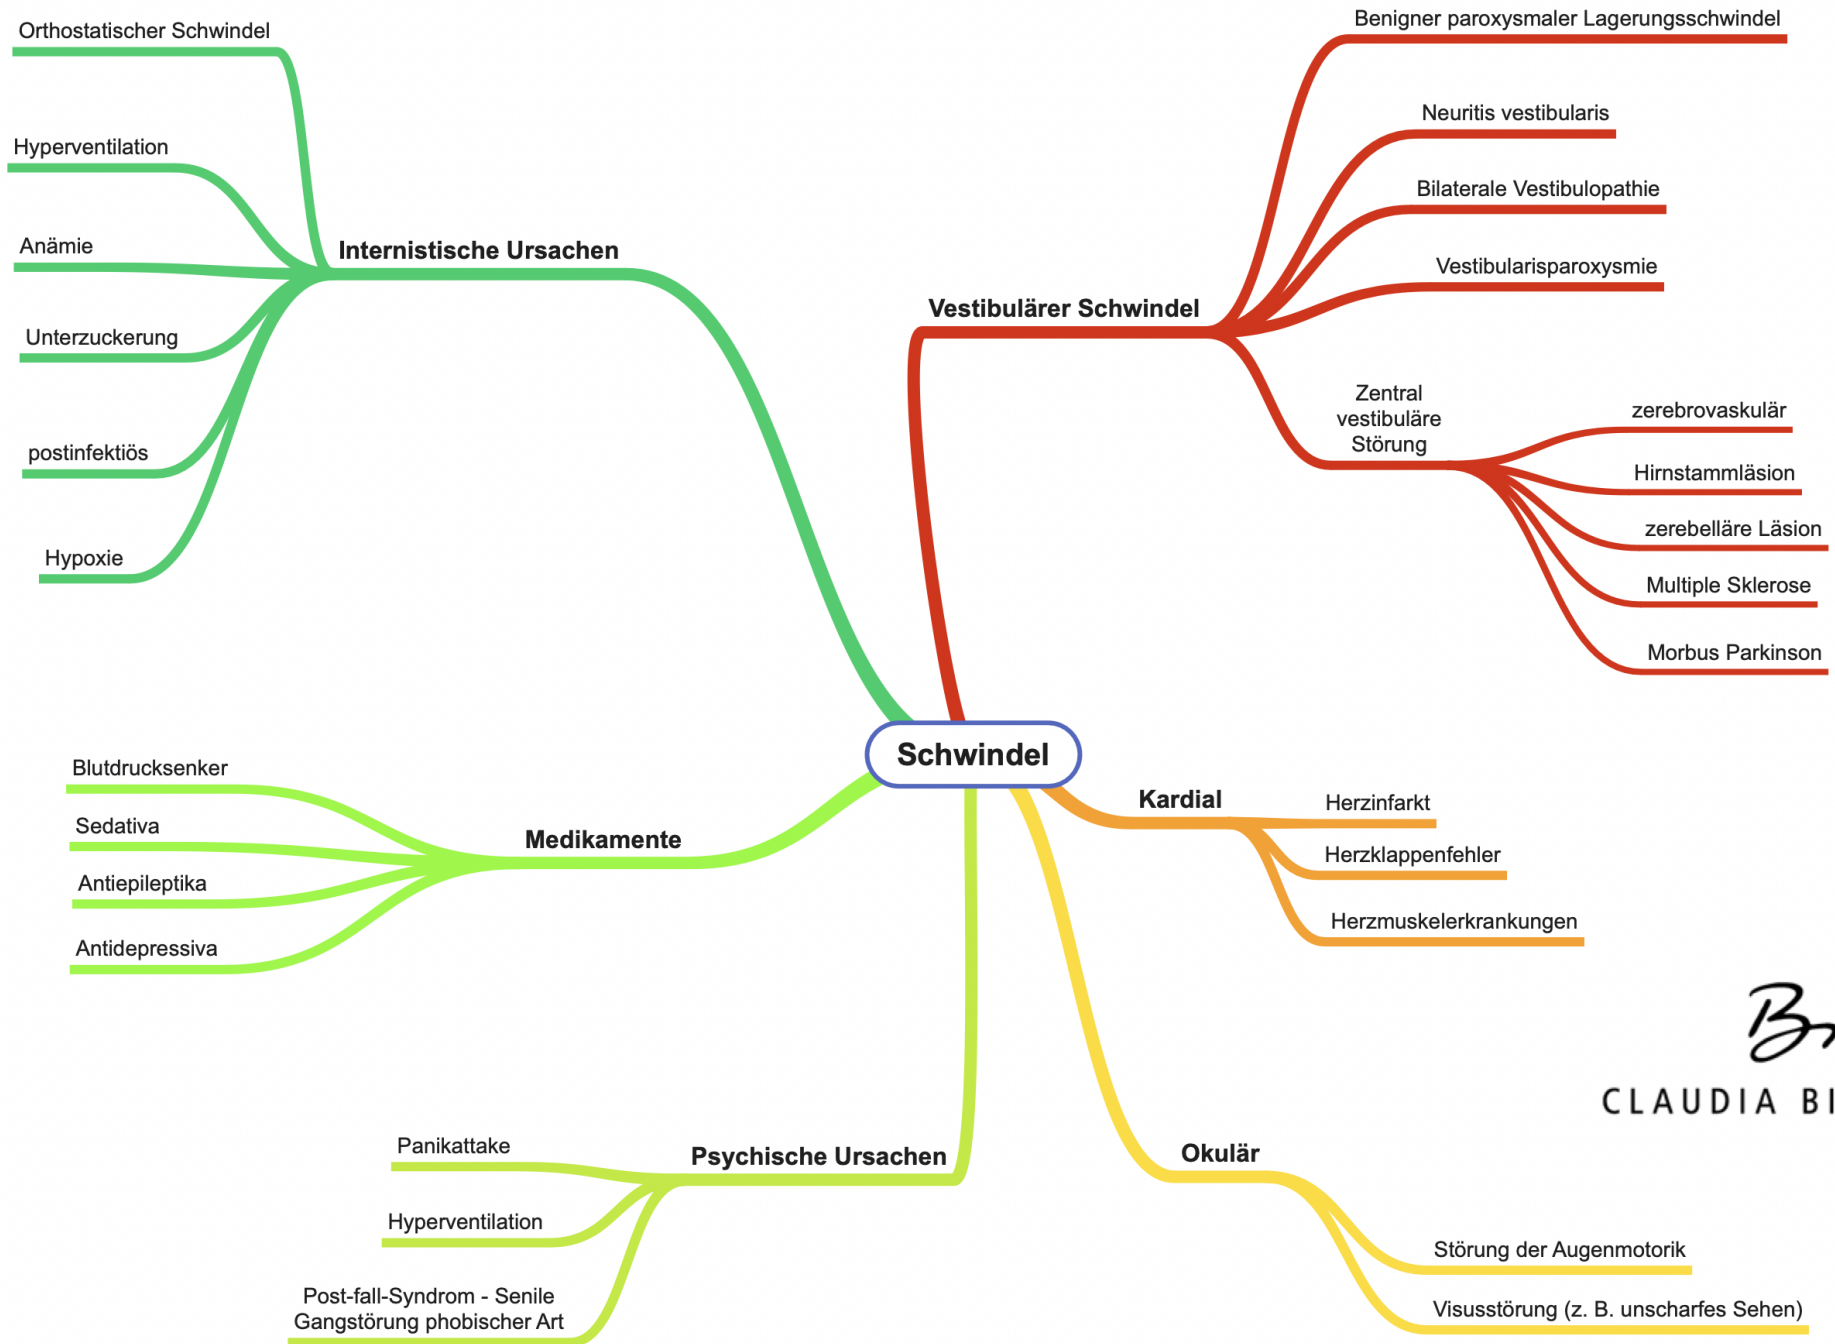 Orthostatischer Schwindel
Hyperventilation
Anämie
Unterzuckerung
postinfektiös
Hypoxie
Internistische Ursachen
Benigner paroxysmaler Lagerungsschwindel
Neuritis vestibularis
Bilaterale Vestibulopathie
Vestibularisparoxysmie
Vestibulärer Schwindel
Zentral
vestibuläre
Störung
zerebrovaskulär
Hirnstammläsion
zerebelläre Läsion
Multiple Sklerose
Morbus Parkinson
Schwindel
Blutdrucksenker
Sedativa
Antiepileptika
Antidepressiva
Medikamente
Kardial
Herzinfarkt
Herzklappenfehler
Herzmuskelerkrankungen
CLAUDIA BI
Panikattake
Hyperventilation
Post-fall-Syndrom - Senile
Gangstörung phobischer Art
Psychische Ursachen
Okulär
Störung der Augenmotorik
Visusstörung (z. B. unscharfes Sehen)